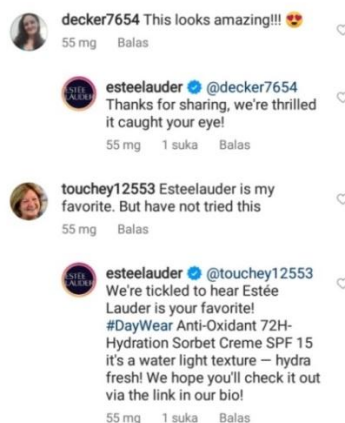 decker7654 This looks amazing!!! 😍
55 mg Balas
esteelauder @decker7654
Thanks for sharing, we're thrilled
it caught your eye!
55 mg 1 suka Balas
touchey12553 Esteelauder is my
favorite. But have not tried this
55 mg Balas
esteelauder @touchey12553
We're tickled to hear Estée
Lauder is your favorite!
#DayWear Anti-Oxidant 72H-
Hydration Sorbet Creme SPF 15
it's a water light texture — hydra
fresh! We hope you'll check it out
via the link in our bio!
55 mg 1 suka Balas
ESTĒE
LAUDER
ESTĒE
LAUDER